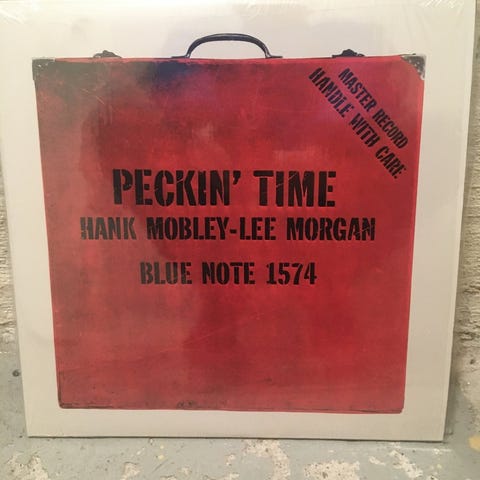 MASTER RECORD
HANDLE WITH CARE
PECKIN' TIME
HANK MOBLEY-LEE MORGAN
BLUE NOTE 1574